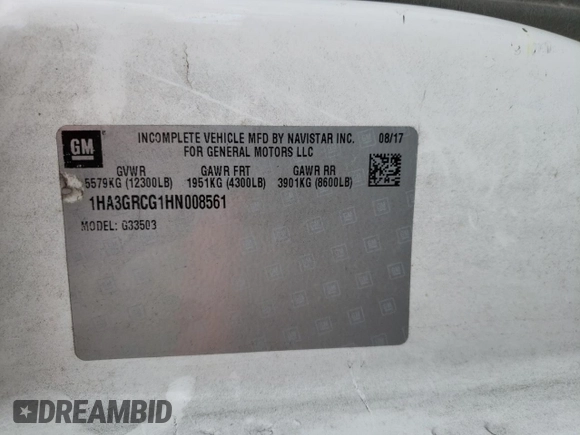 GM
INCOMPLETE VEHICLE MFD BY NAVISTAR INC. 08/17
FOR GENERAL MOTORS LLC
GVWR GAWR FRT GAWR RR
5579KG (12300LB) 1951KG (4300LB) 3901KG (8600LB)
1HA3GRCG1HN008561
MODEL: G33503
DREAMBID